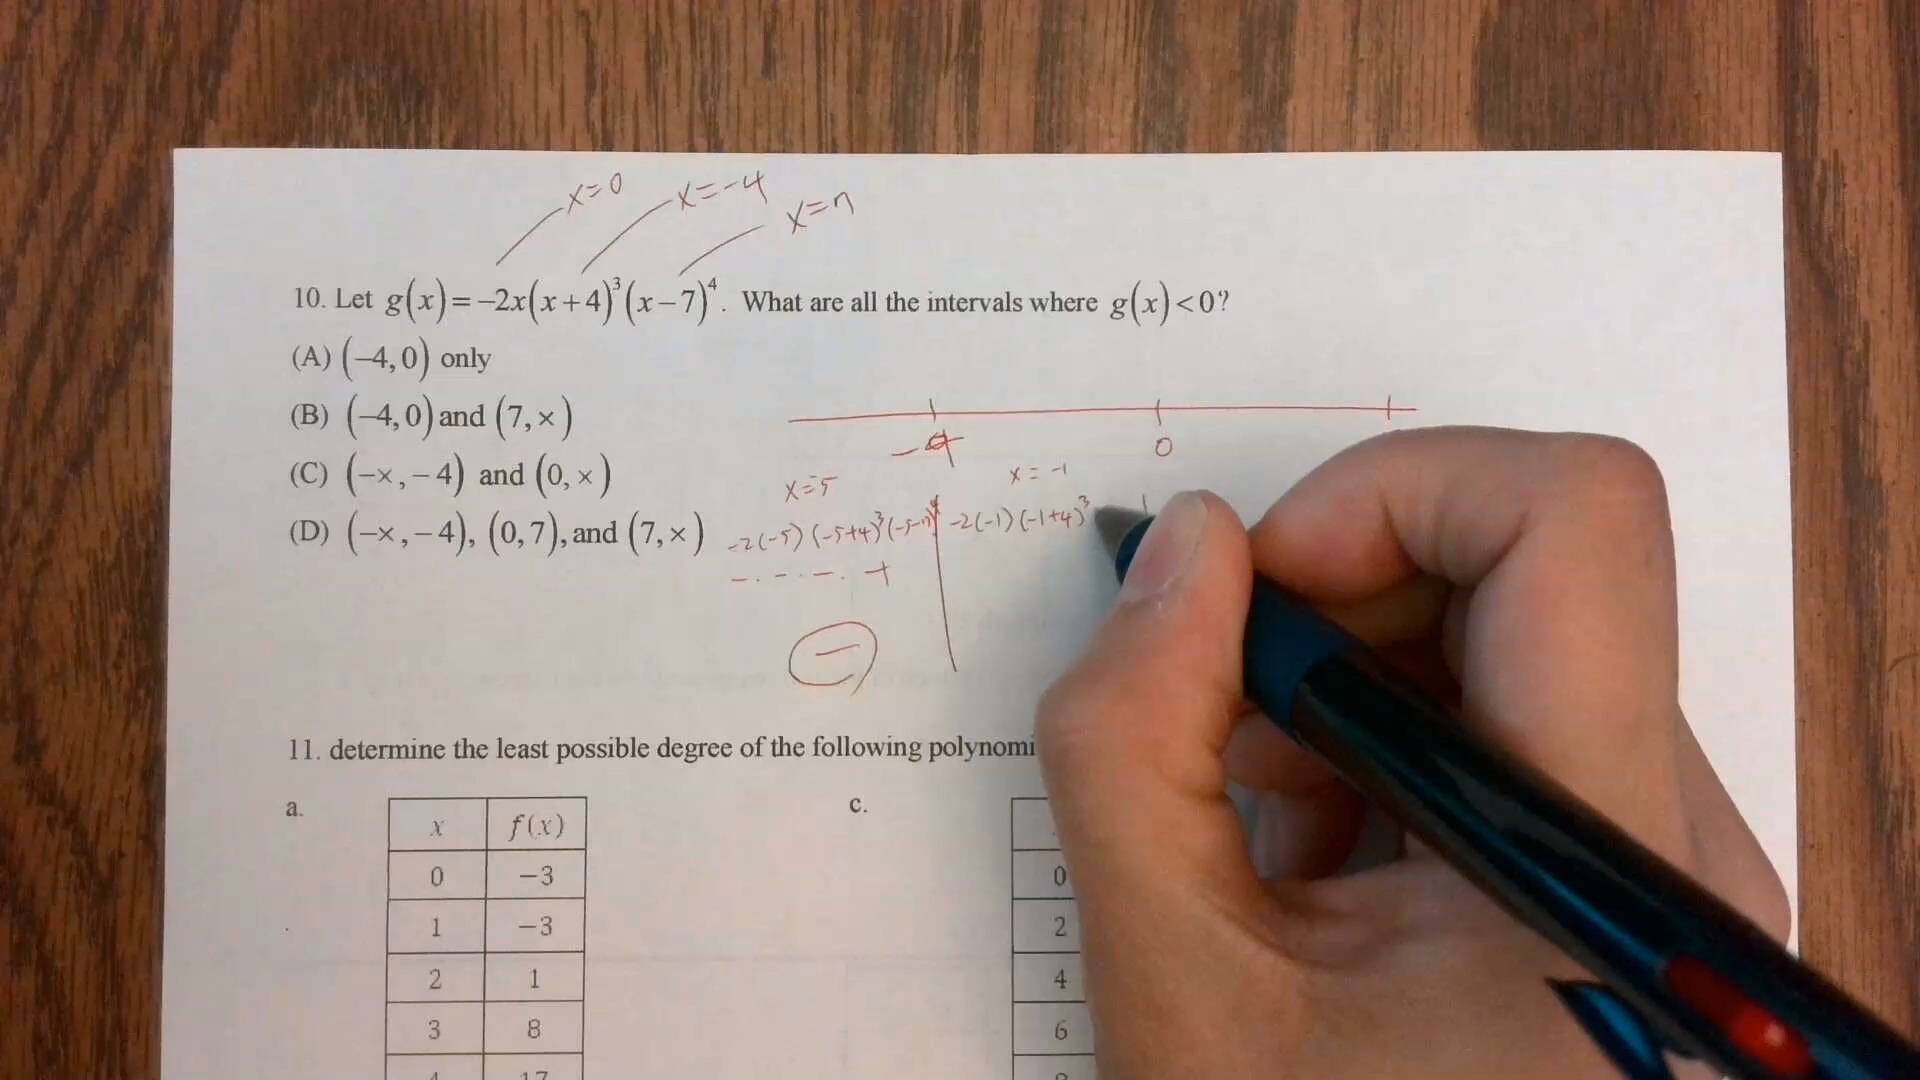 x=0 x=-4 x=7
10. Let g(x)=-2x(x+4)³(x-7)⁴. What are all the intervals where g(x)<0?
(A) (-4,0) only
(B) (-4,0) and (7,×)
(C) (-×,-4) and (0,×)
(D) (-×,-4), (0,7), and (7,×)
-4 0
x=-5 x=-1
-2(-5)(-5+4)³(-5-7)⁴ -2(-1)(-1+4)³
-·-·-·+
-
11. determine the least possible degree of the following
a. c.
x f(x)
0 -3 0
1 -3 2
2 1 4
3 8 6